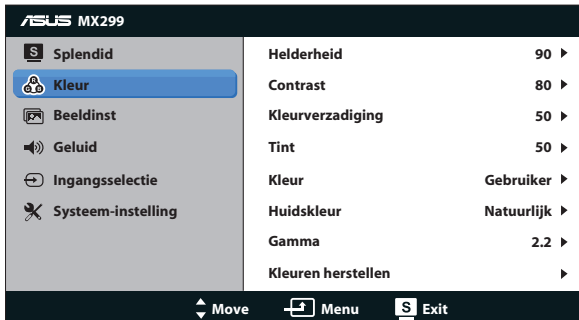 ASUS MX299
S Splendid
Kleur
Beeldinst
Geluid
Ingangsselectie
Systeem-instelling
Helderheid 90
Contrast 80
Kleurverzadiging 50
Tint 50
Kleur Gebruiker
Huidskleur Natuurlijk
Gamma 2.2
Kleuren herstellen
Move Menu S Exit